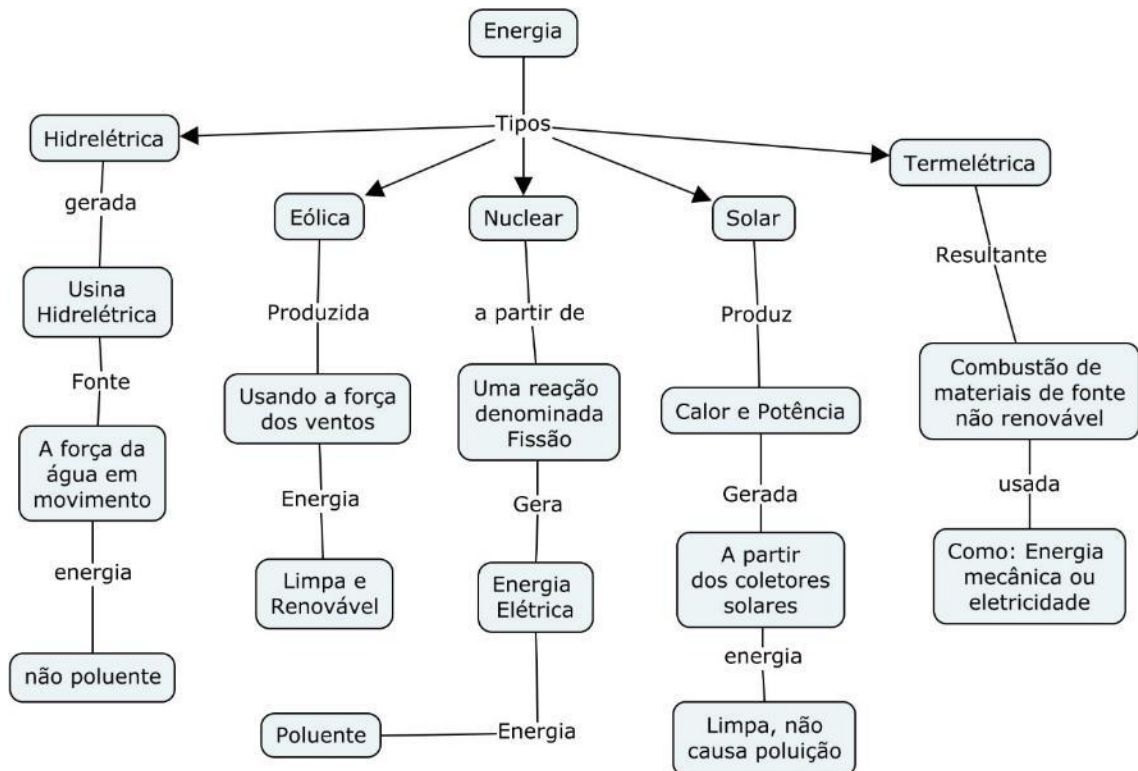 Energia
Tipos
Hidrelétrica
gerada
Usina
Hidrelétrica
Fonte
A força da
água em
movimento
energia
não poluente
Eólica
Produzida
Usando a força
dos ventos
Energia
Limpa e
Renovável
Nuclear
a partir de
Uma reação
denominada
Fissão
Gera
Energia
Elétrica
Energia
Poluente
Solar
Produz
Calor e Potência
Gerada
A partir
dos coletores
solares
energia
Limpa, não
causa poluição
Termelétrica
Resultante
Combustão de
materiais de fonte
não renovável
usada
Como: Energia
mecânica ou
eletricidade